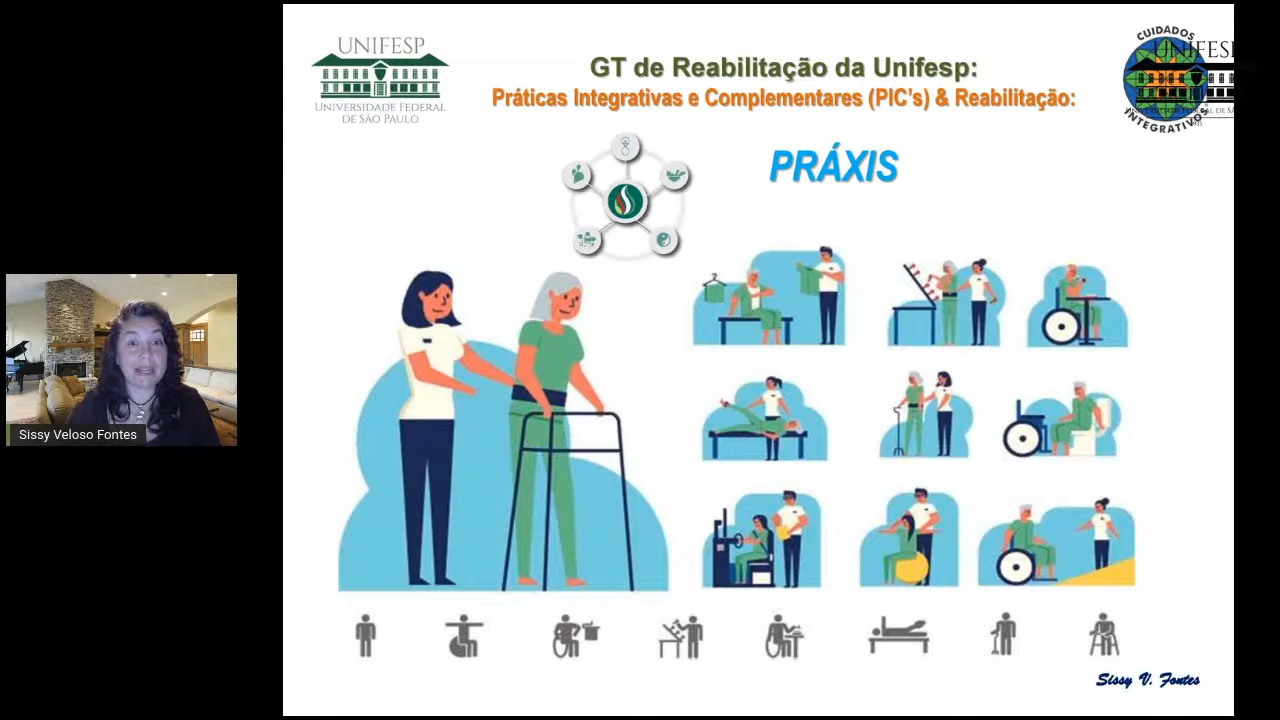 UNIFESP
UNIVERSIDADE FEDERAL
DE SÃO PAULO
GT de Reabilitação da Unifesp:
Práticas Integrativas e Complementares (PIC's) & Reabilitação:
CUIDADOS
UNIFESP
INTEGRATIVOS
PRÁXIS
Sissy Veloso Fontes
Sissy V. Fontes